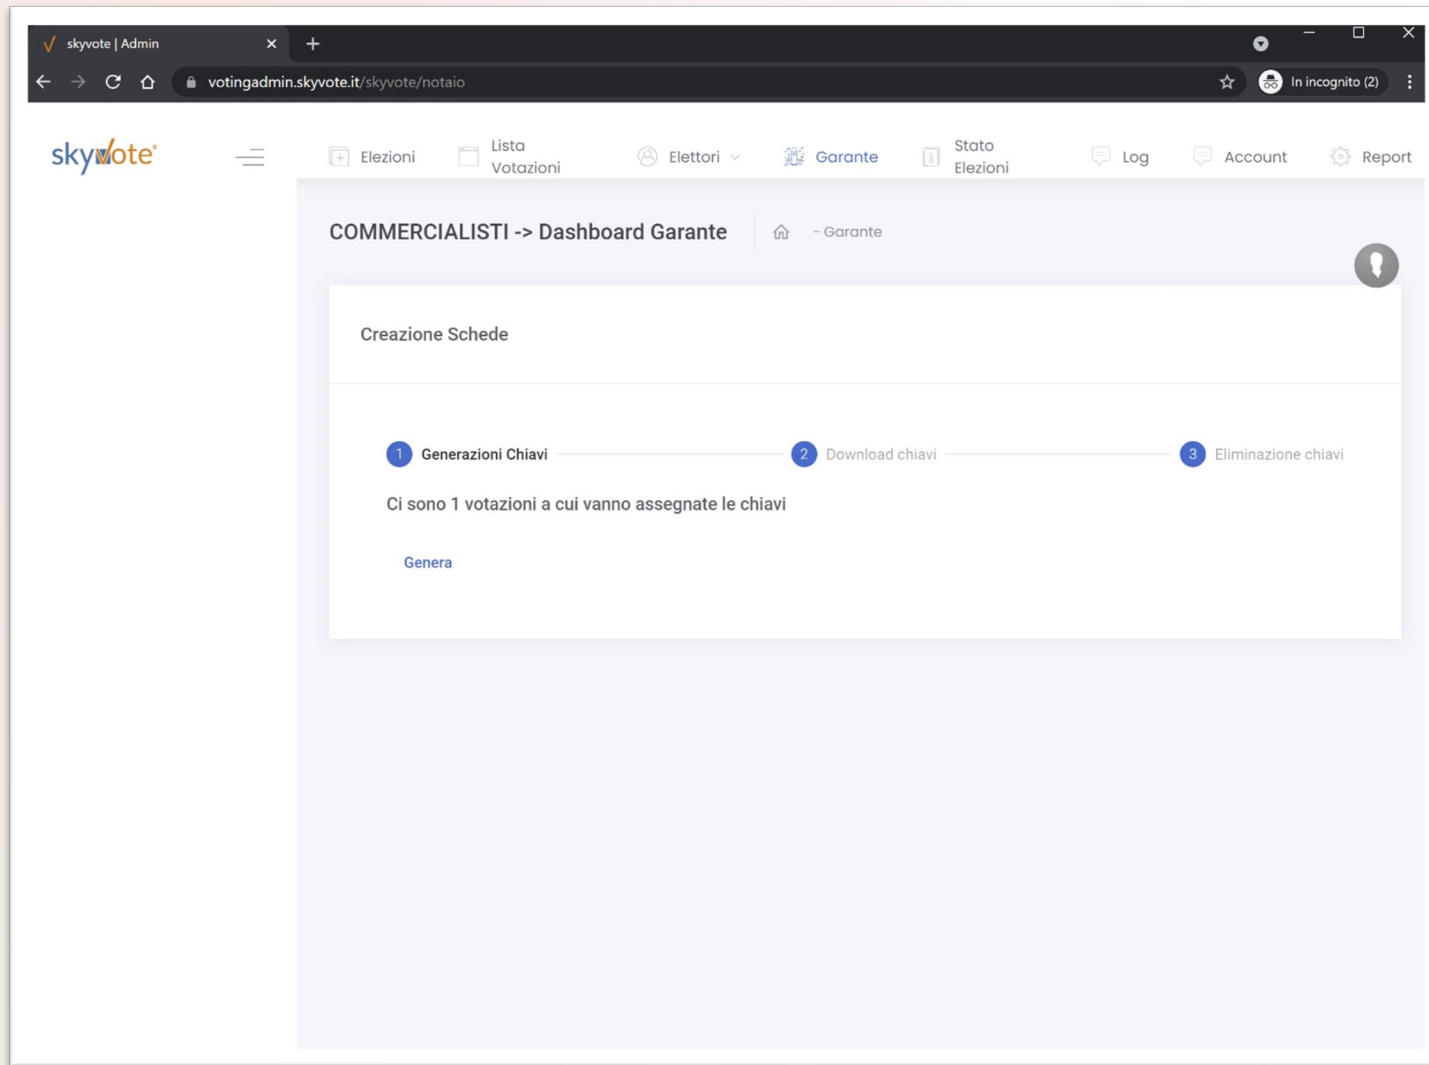 skyvote | Admin
votingadmin.skyvote.it/skyvote/notaio
In incognito (2)
skyvote
Elezioni
Lista
Votazioni
Elettori
Garante
Stato
Elezioni
Log
Account
Report
COMMERCIALISTI -> Dashboard Garante
- Garante
Creazione Schede
1 Generazioni Chiavi
2 Download chiavi
3 Eliminazione chiavi
Ci sono 1 votazioni a cui vanno assegnate le chiavi
Genera